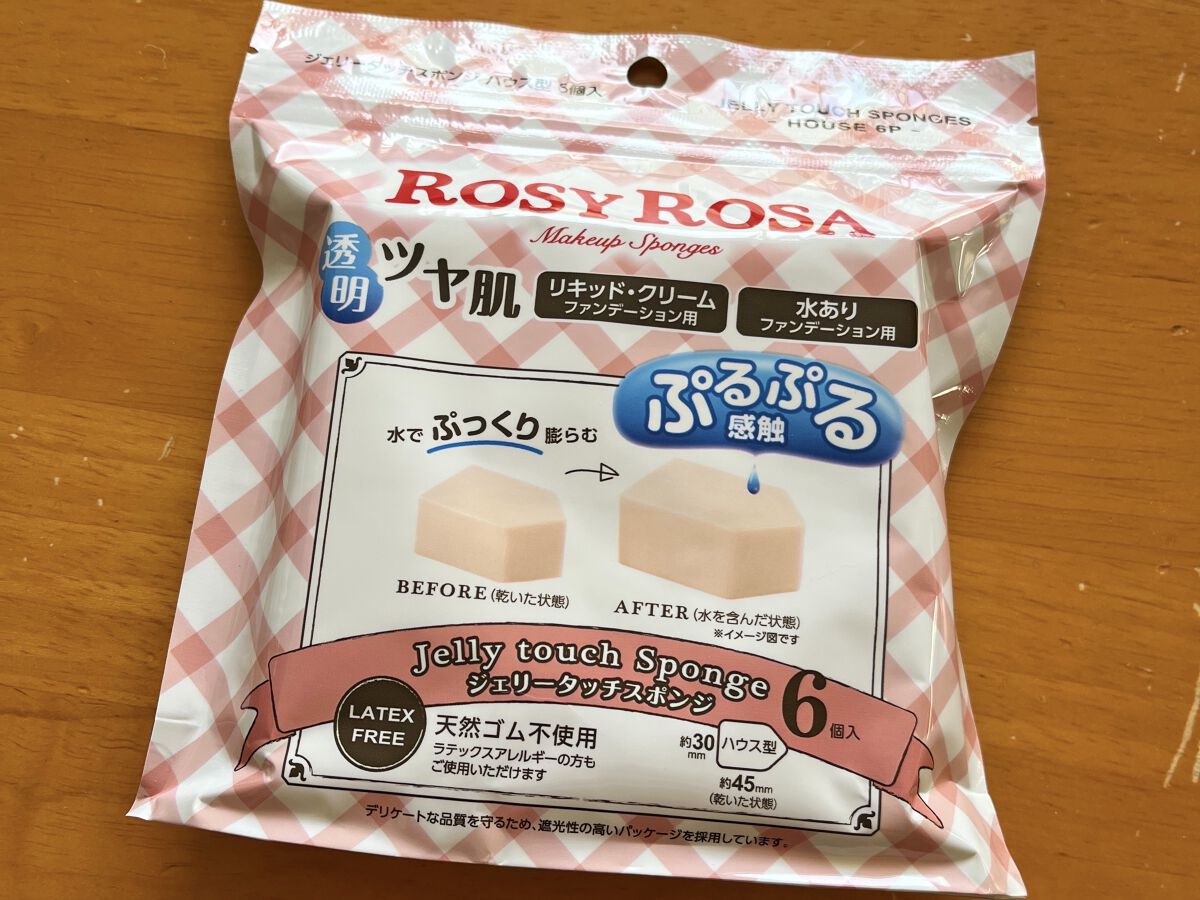 ジェリータッチスポンジ ハウス型 6個入
JELLY TOUCH SPONGES
- HOUSE 6P -
ROSY ROSA
Makeup Sponges
透明
ツヤ肌
リキッド・クリーム
ファンデーション用
水あり
ファンデーション用
ぷるぷる
感触
水で ぷっくり 膨らむ
BEFORE (乾いた状態)
AFTER (水を含んだ状態)
※イメージ図です
Jelly touch Sponge
ジェリータッチスポンジ
6個入
LATEX
FREE
天然ゴム不使用
ラテックスアレルギーの方も
ご使用いただけます
約30mm
ハウス型
約45mm
(乾いた状態)
デリケートな品質を守るため、遮光性の高いパッケージを採用しています。